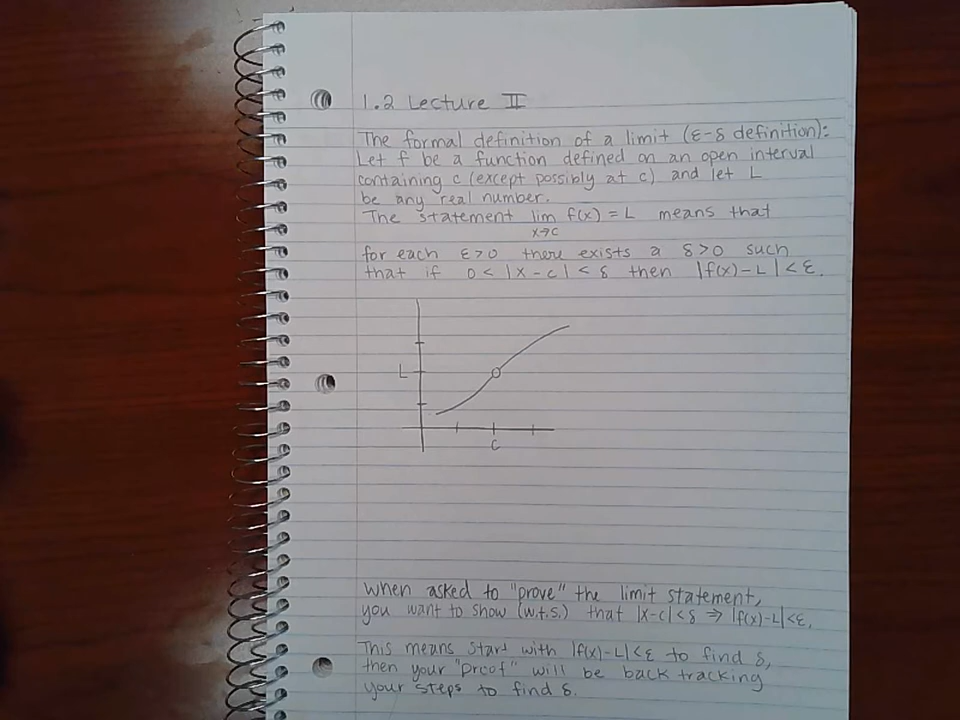 1.2 Lecture II
The formal definition of a limit (ε-δ definition):
Let f be a function defined on an open interval
containing c (except possibly at c) and let L
be any real number.
The statement lim f(x) = L means that
x→c
for each ε>0 there exists a δ>0 such
that if 0 < |x-c| < δ then |f(x)-L| < ε.
L
c
When asked to "prove" the limit statement,
you want to show (w.t.s.) that |x-c|<δ ⇒ |f(x)-L|<ε.
This means start with |f(x)-L|<ε to find δ,
then your "proof" will be back tracking
your steps to find δ.